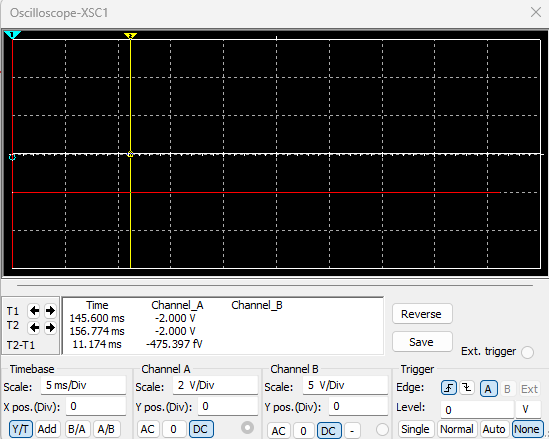 Oscilloscope-XSC1
1 2
Time Channel_A Channel_B
T1 145.600 ms -2.000 V
T2 156.774 ms -2.000 V
T2-T1 11.174 ms -475.397 fV
Reverse
Save
Ext. trigger
Timebase Channel A Channel B Trigger
Scale: 5 ms/Div Scale: 2 V/Div Scale: 5 V/Div Edge: A B Ext
X pos.(Div): 0 Y pos.(Div): 0 Y pos.(Div): 0 Level: 0 V
Y/T Add B/A A/B AC 0 DC AC 0 DC - Single Normal Auto None